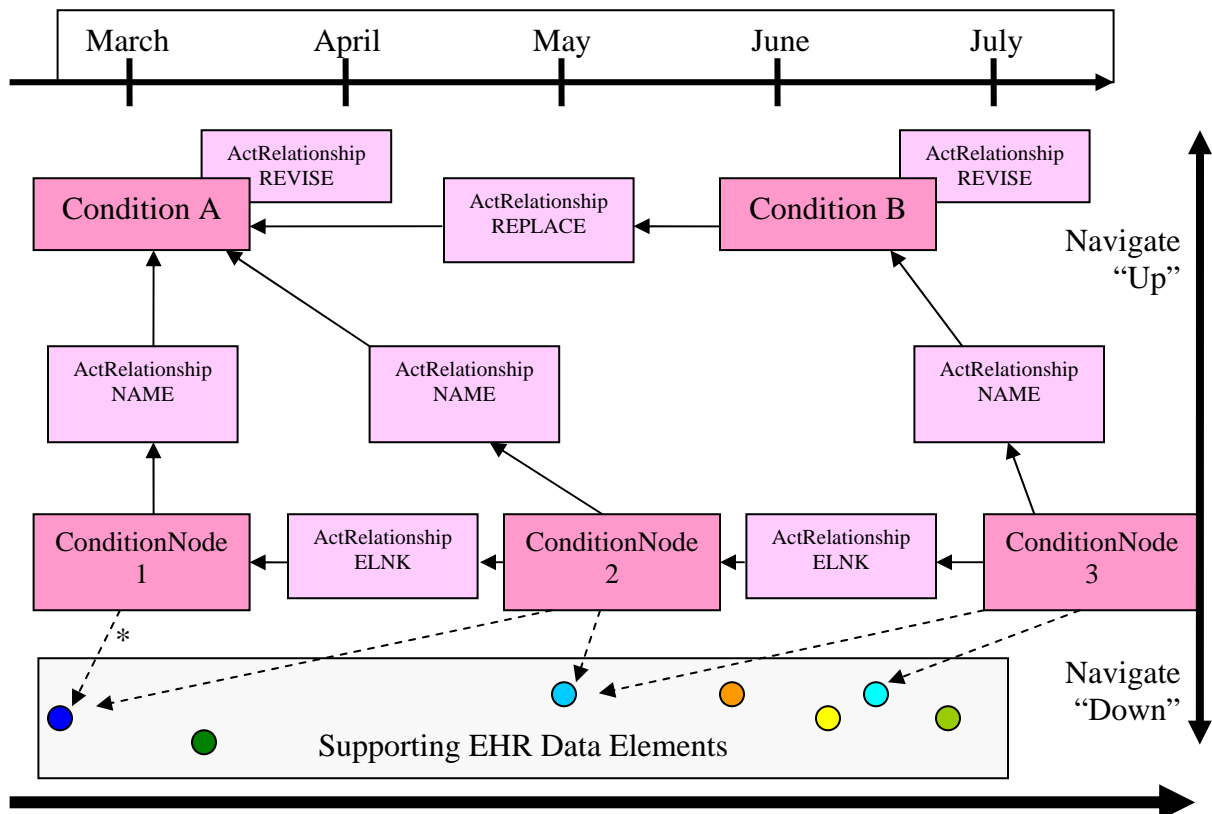 March April May June July
ActRelationship
REVISE
Condition A
ActRelationship
REPLACE
ActRelationship
REVISE
Condition B
Navigate
“Up”
ActRelationship
NAME
ActRelationship
NAME
ActRelationship
NAME
ConditionNode
1
ActRelationship
ELNK
ConditionNode
2
ActRelationship
ELNK
ConditionNode
3
*
Navigate
“Down”
Supporting EHR Data Elements